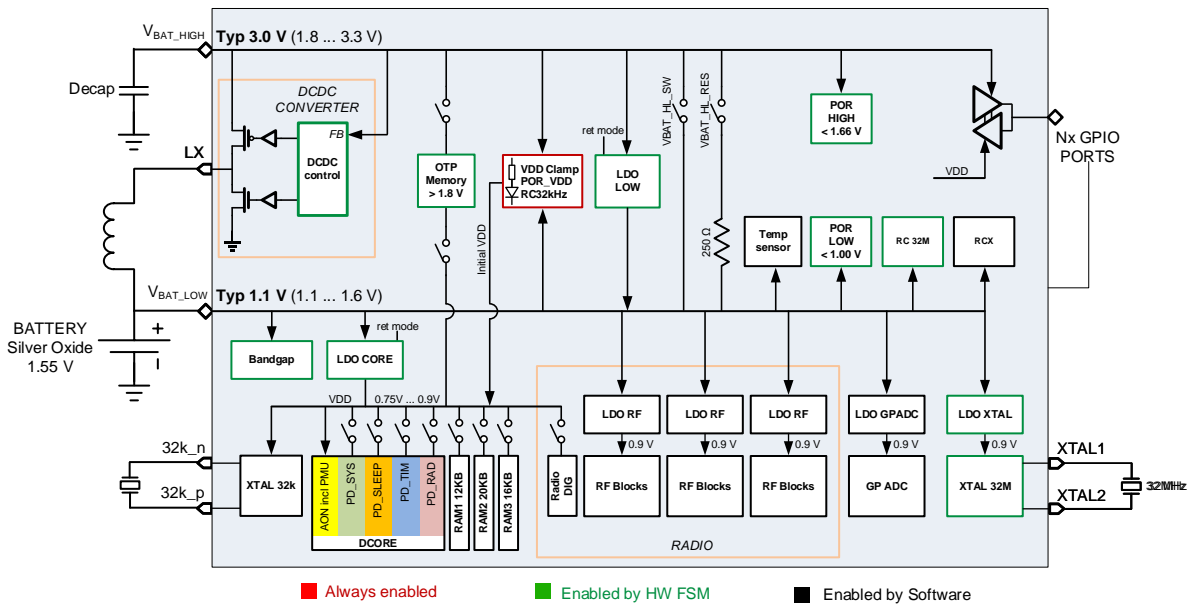 V_BAT_HIGH
Typ 3.0 V (1.8 ... 3.3 V)
Decap
DCDC
CONVERTER
FB
DCDC
control
LX
OTP
Memory
> 1.8 V
VDD Clamp
POR_VDD
RC32kHz
ret mode
LDO
LOW
VBAT_HL_SW
VBAT_HL_RES
POR
HIGH
< 1.66 V
VDD
Nx GPIO
PORTS
Initial VDD
250 Ω
Temp
sensor
POR
LOW
< 1.00 V
RC 32M
RCX
V_BAT_LOW
Typ 1.1 V (1.1 ... 1.6 V)
BATTERY
Silver Oxide
1.55 V
+
Bandgap
ret mode
LDO CORE
VDD
0.75V ... 0.9V
LDO RF
LDO RF
LDO RF
LDO GPADC
LDO XTAL
0.9 V
0.9 V
0.9 V
0.9 V
0.9 V
32k_n
32k_p
XTAL 32k
AON incl PMU
PD_SYS
PD_SLEEP
PD_TIM
PD_RAD
DCORE
RAM1 12KB
RAM2 20KB
RAM3 16KB
Radio
DIG
RF Blocks
RF Blocks
RF Blocks
GP ADC
XTAL 32M
XTAL1
XTAL2
32MHz
RADIO
Always enabled
Enabled by HW FSM
Enabled by Software